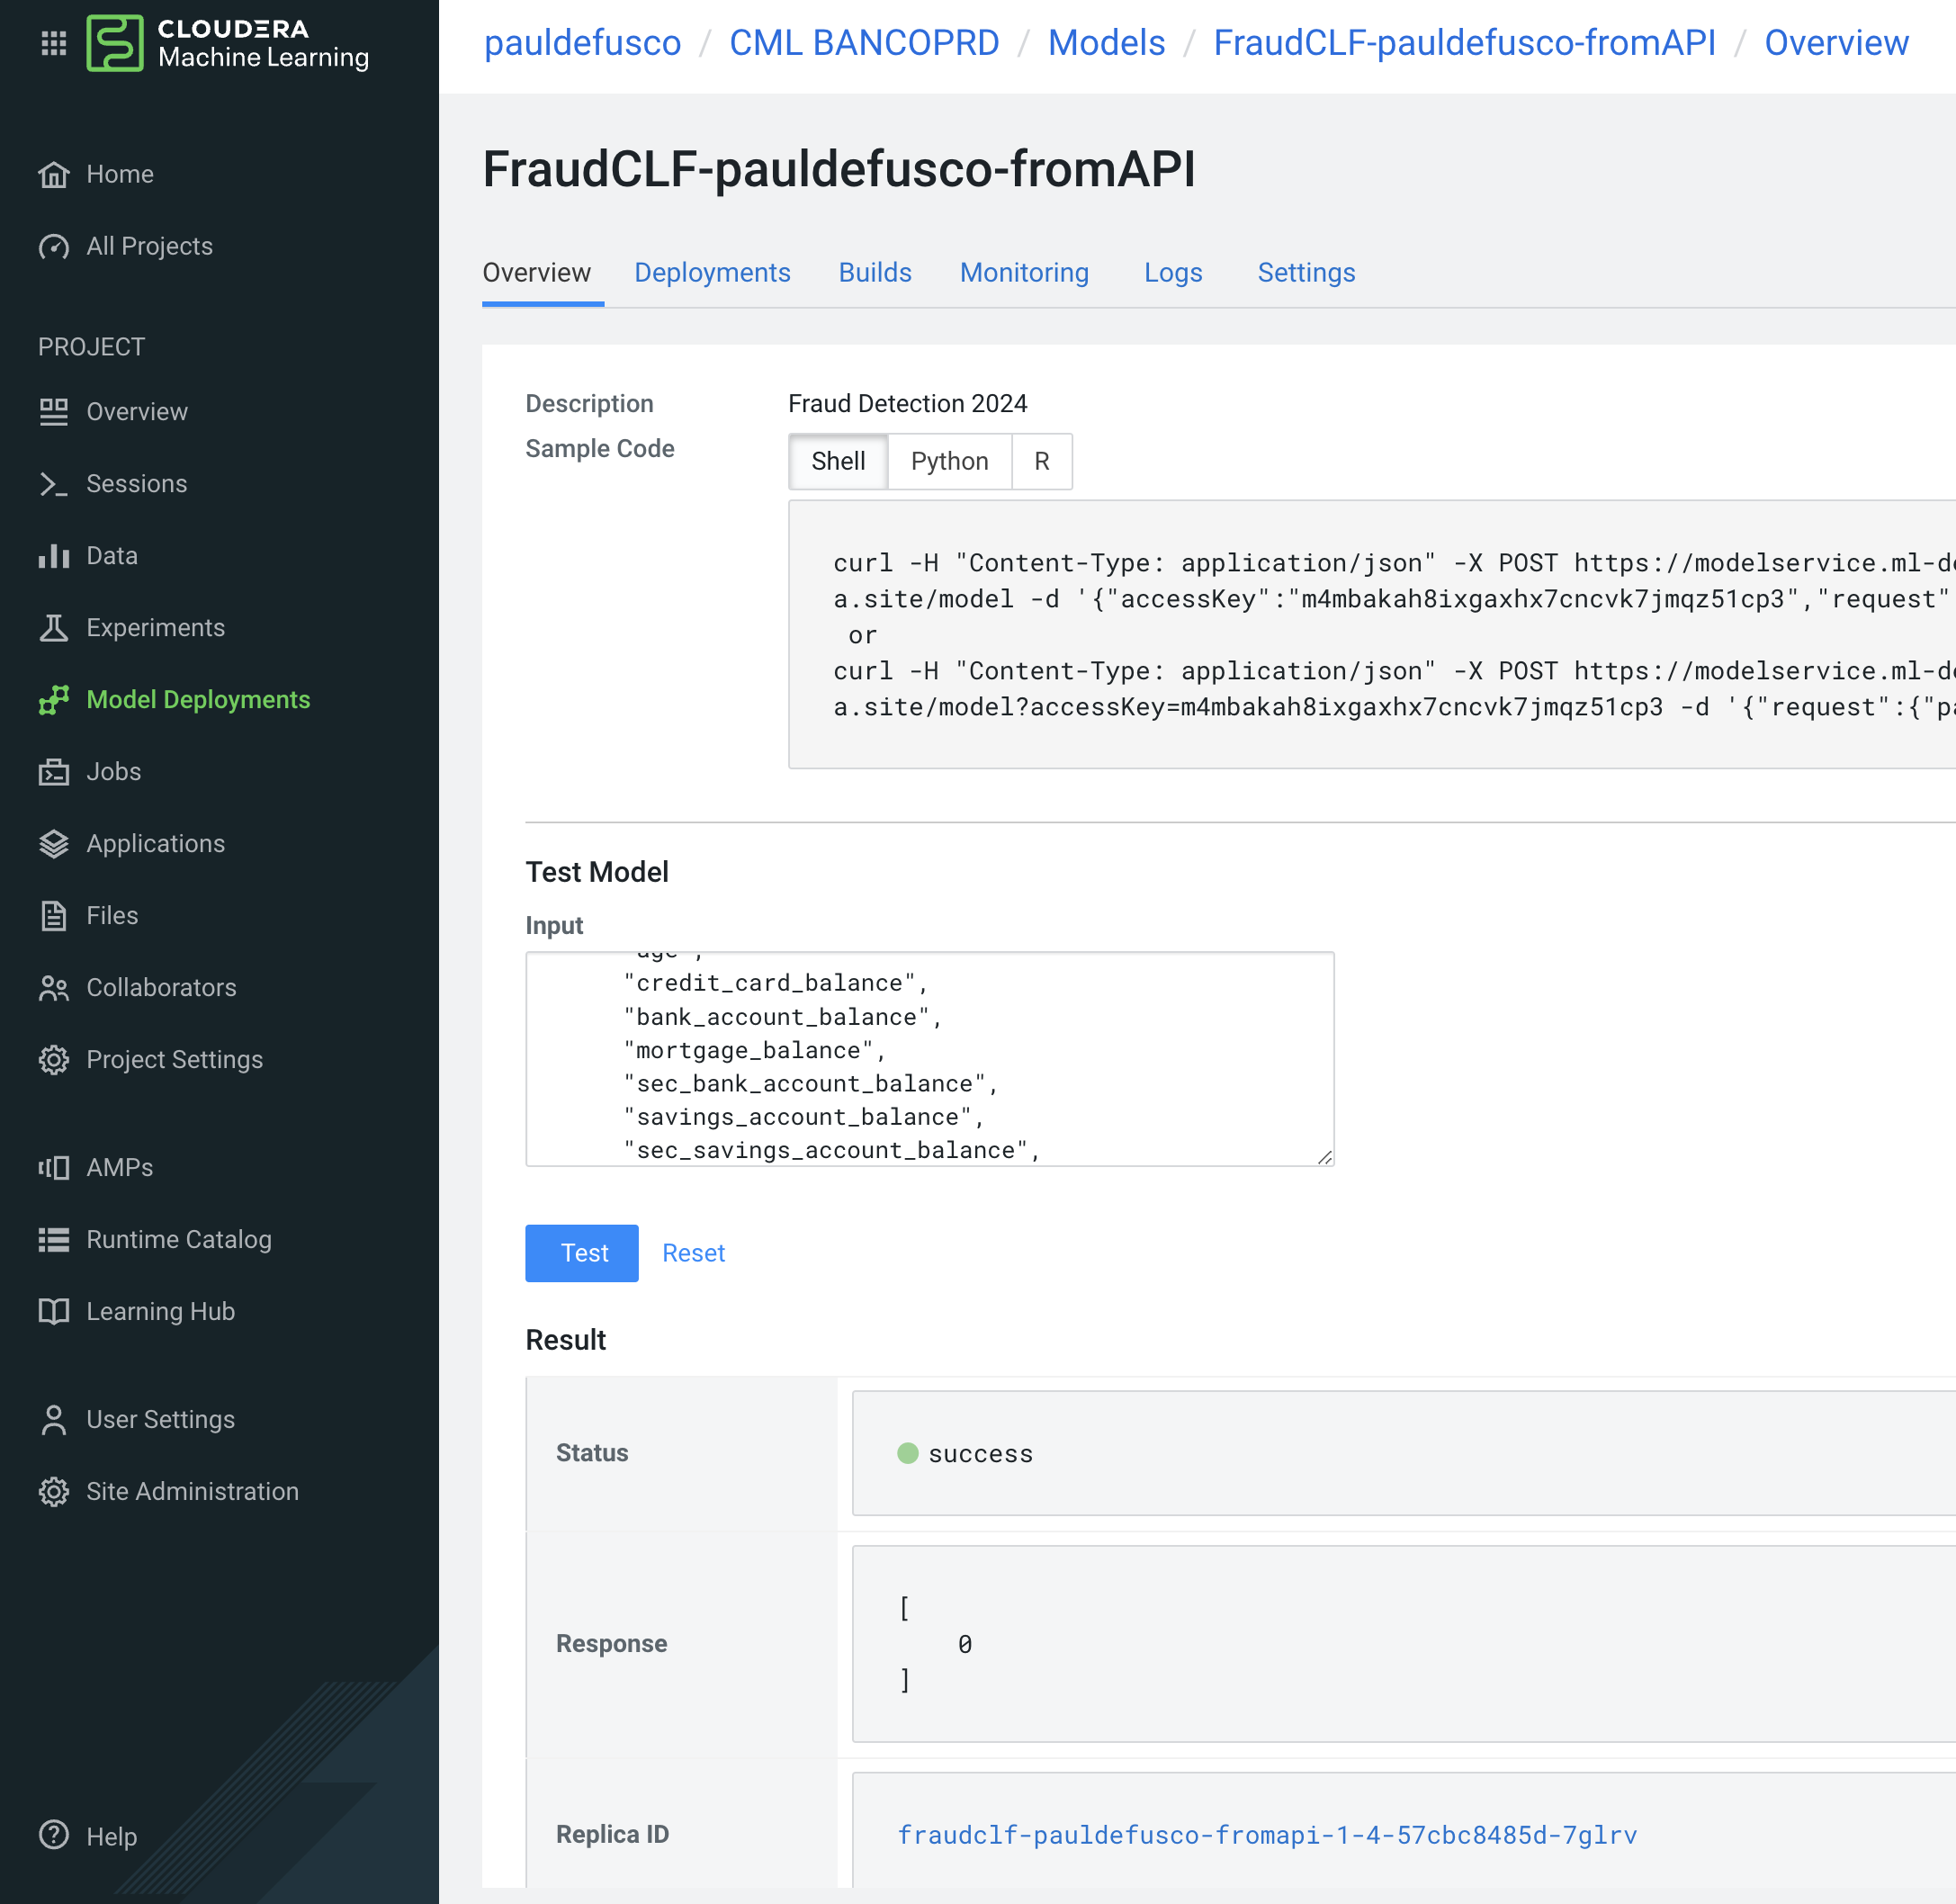 CLOUDERA
Machine Learning
Home
All Projects
PROJECT
Overview
Sessions
Data
Experiments
Model Deployments
Jobs
Applications
Files
Collaborators
Project Settings
AMPs
Runtime Catalog
Learning Hub
User Settings
Site Administration
Help
pauldefusco / CML BANCOPRD / Models / FraudCLF-pauldefusco-fromAPI / Overview
FraudCLF-pauldefusco-fromAPI
Overview Deployments Builds Monitoring Logs Settings
Description Fraud Detection 2024
Sample Code
Shell Python R
curl -H "Content-Type: application/json" -X POST https://modelservice.ml-d
a.site/model -d '{"accessKey":"m4mbakah8ixgaxhx7cncvk7jmqz51cp3","request"
or
curl -H "Content-Type: application/json" -X POST https://modelservice.ml-d
a.site/model?accessKey=m4mbakah8ixgaxhx7cncvk7jmqz51cp3 -d '{"request":{"p
Test Model
Input
"age",
"credit_card_balance",
"bank_account_balance",
"mortgage_balance",
"sec_bank_account_balance",
"savings_account_balance",
"sec_savings_account_balance",
Test Reset
Result
Status success
Response
[
0
]
Replica ID fraudclf-pauldefusco-fromapi-1-4-57cbc8485d-7glrv